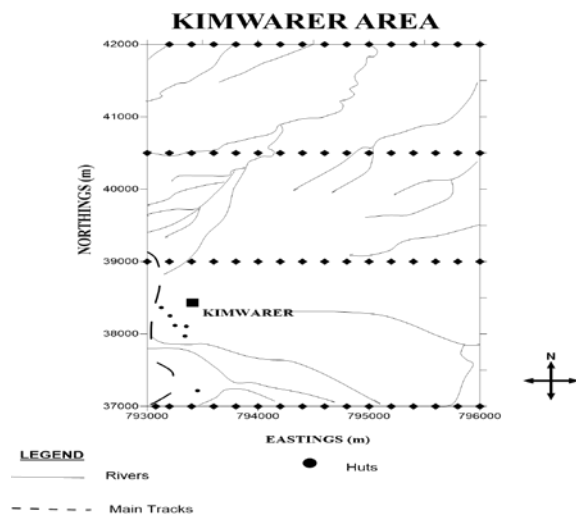 KIMWARER AREA
42000
41000
40000
39000
38000
37000
NORTHINGS (m)
KIMWARER
N
793000
794000
795000
796000
EASTINGS (m)
LEGEND
Rivers
Huts
Main Tracks